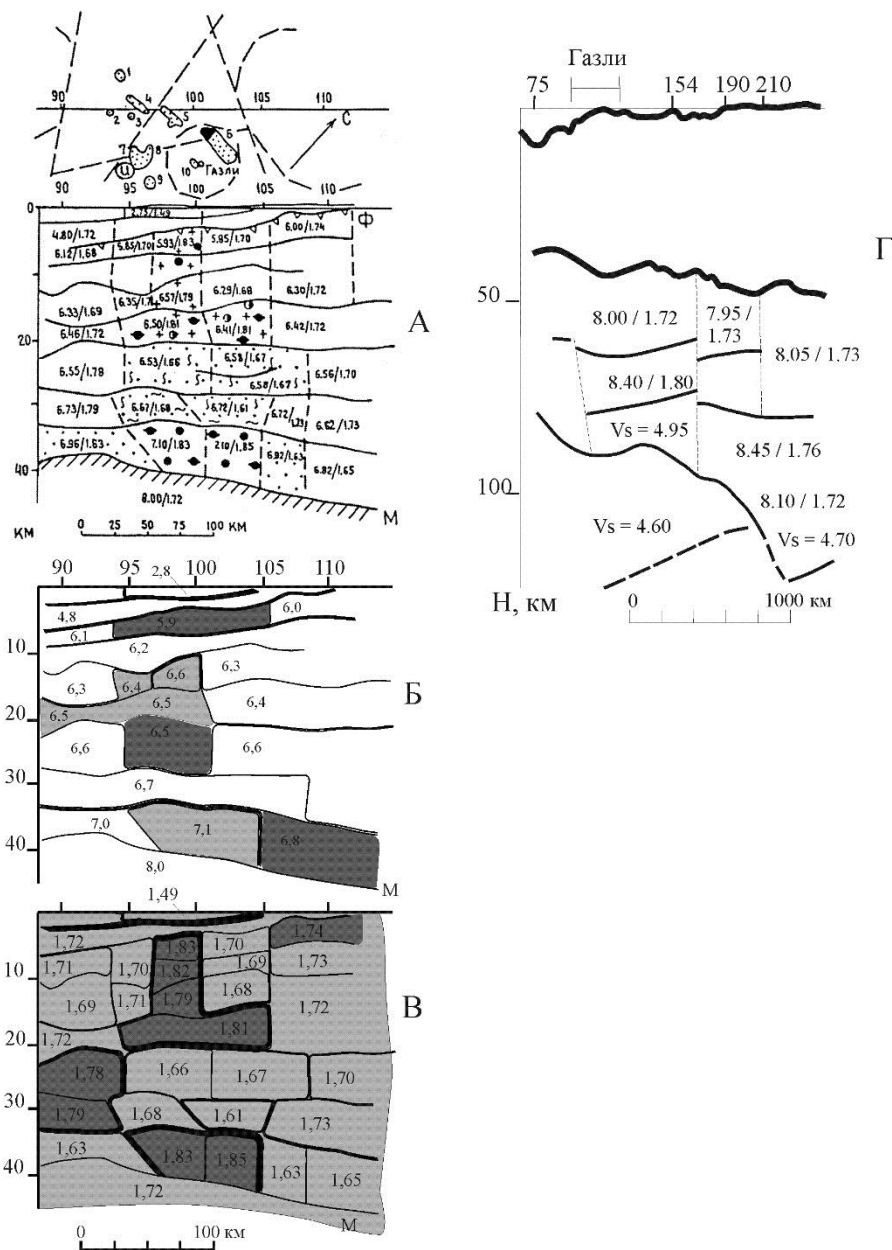 1
90 4 100 105 110
2 3 5 С
7 8 6
Ц 9 10 Газли
90 95 100 105 110
0 2.75/1.49 Ф
4.80/1.72 5.85/1.70 5.93/1.83 5.85/1.70 6.00/1.74
6.12/1.68
6.33/1.69 6.57/1.79 6.29/1.68 6.30/1.72
А
20 6.46/1.72 6.50/1.81 6.41/1.81 6.42/1.72
6.55/1.78 6.53/1.66 6.58/1.67 6.58/1.67 6.56/1.70
6.73/1.79 6.67/1.68 6.72/1.61 6.72/1.73 6.62/1.73
6.96/1.63 7.10/1.83 6.92/1.63 6.82/1.65
40 8.00/1.72 М
КМ 0 25 50 75 100 КМ
90 95 100 105 110
2,8
4,8 5,9 6,0
6,1
10 6,2
6,3 6,4 6,6 6,3
Б
6,5 6,5 6,4
20
6,6 6,5 6,6
30
6,7
7,0 7,1 6,8
40 8,0
М
1,49
1,72 1,83 1,70 1,74
10 1,71 1,70 1,82 1,69 1,73
1,69 1,71 1,79 1,68 1,72
В
1,72 1,81
20
1,78 1,66 1,67 1,70
30 1,79 1,68 1,61 1,73
1,63 1,83 1,85 1,63 1,65
40
1,72 М
0 100 км
Газли
75 154 190 210
0
Г
50
8.00 / 1.72 7.95 / 1.73
8.05 / 1.73
8.40 / 1.80
Vs = 4.95
8.45 / 1.76
100
8.10 / 1.72
Vs = 4.60 Vs = 4.70
Н, км
0 1000 км